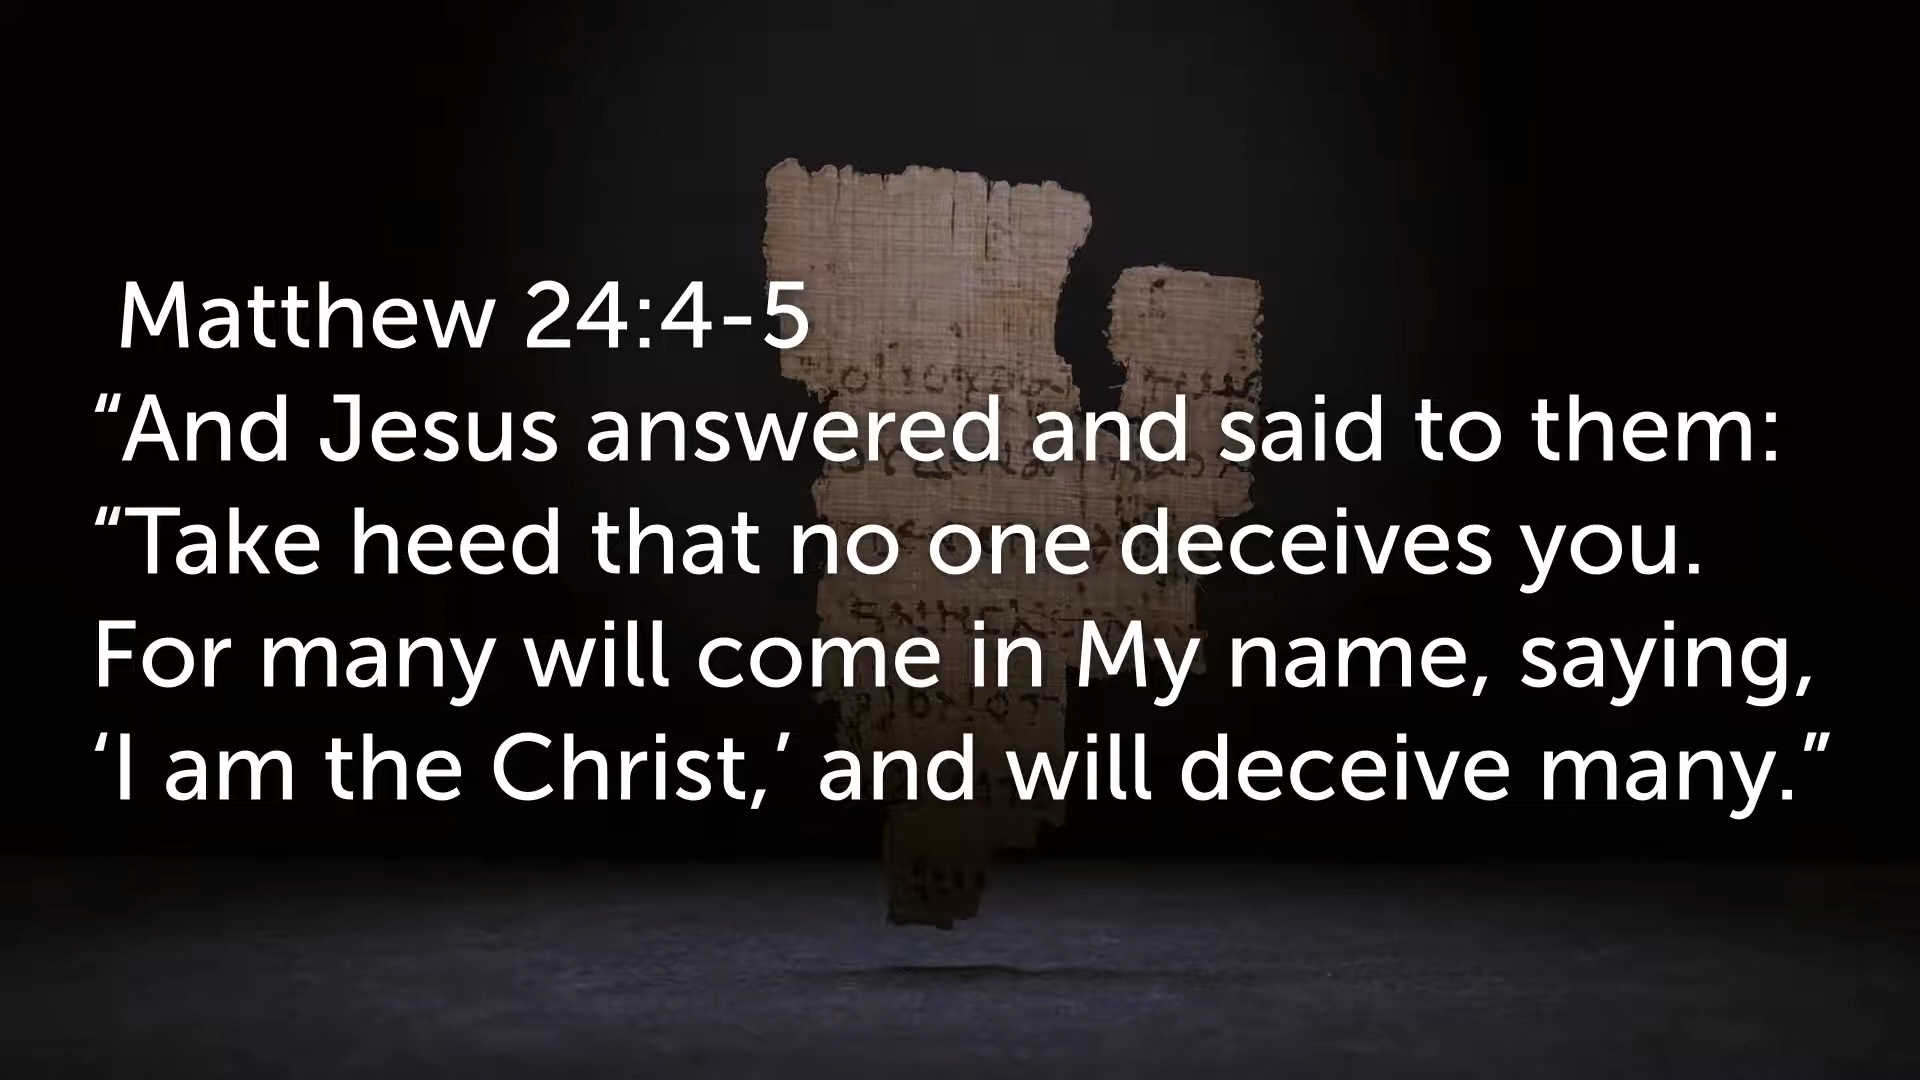 Matthew 24:4-5
“And Jesus answered and said to them:
“Take heed that no one deceives you.
For many will come in My name, saying,
‘I am the Christ,’ and will deceive many.”